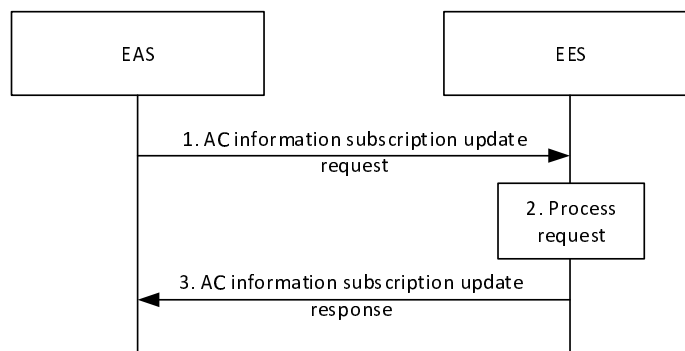 EAS
EES
1. AC information subscription update
request
2. Process
request
3. AC information subscription update
response